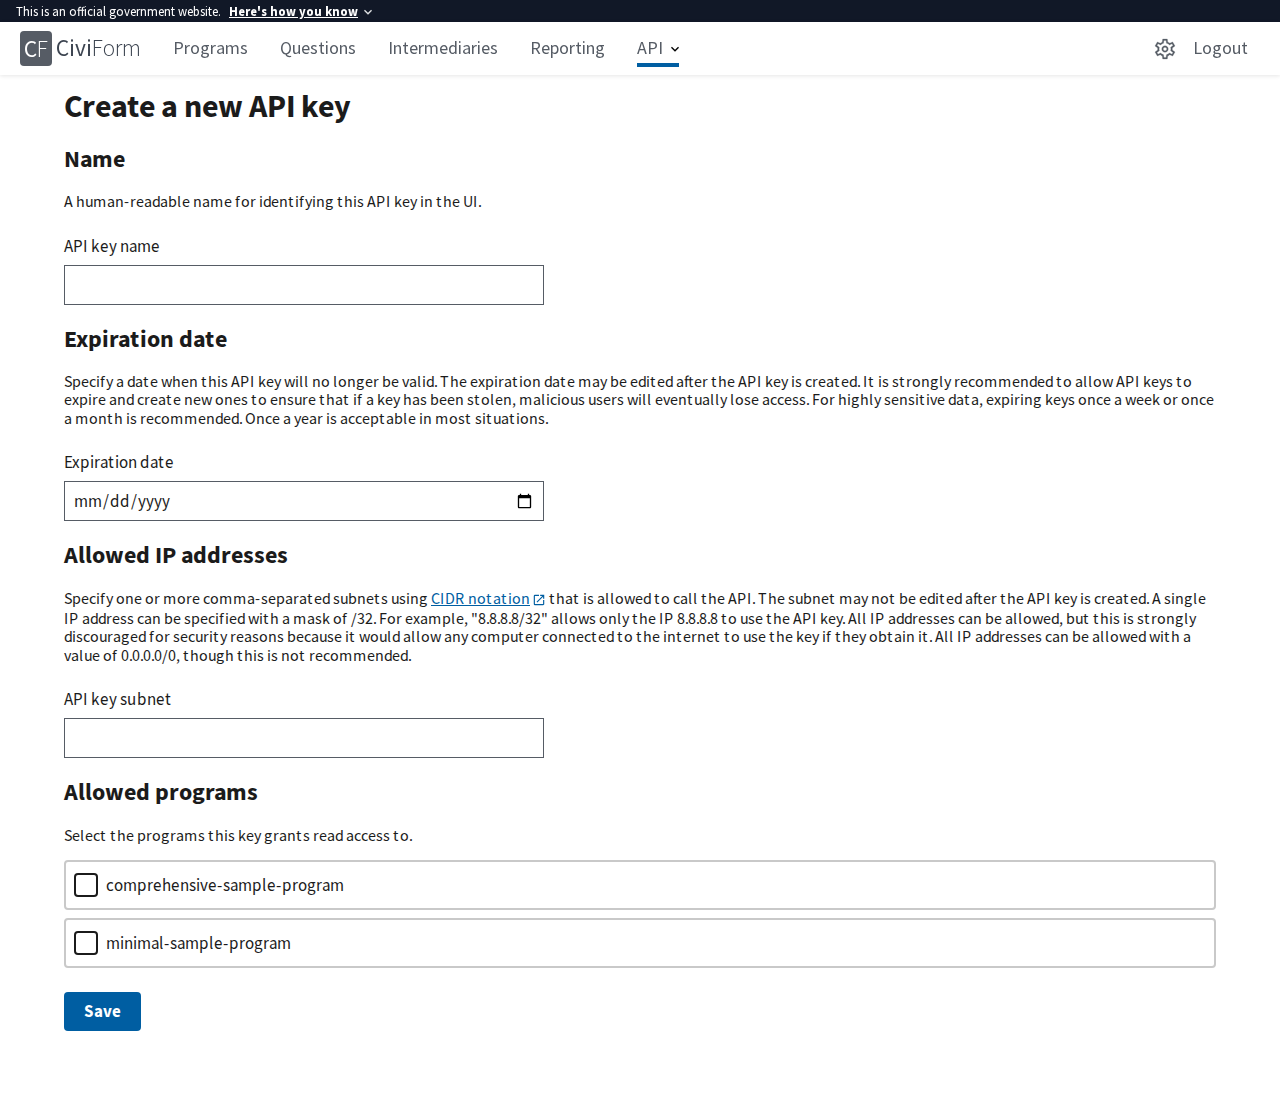 This is an official government website. Here's how you know
CF CiviForm Programs Questions Intermediaries Reporting API Logout
Create a new API key
Name
A human-readable name for identifying this API key in the UI.
API key name
Expiration date
Specify a date when this API key will no longer be valid. The expiration date may be edited after the API key is created. It is strongly recommended to allow API keys to
expire and create new ones to ensure that if a key has been stolen, malicious users will eventually lose access. For highly sensitive data, expiring keys once a week or once
a month is recommended. Once a year is acceptable in most situations.
Expiration date
mm/dd/yyyy
Allowed IP addresses
Specify one or more comma-separated subnets using CIDR notation that is allowed to call the API. The subnet may not be edited after the API key is created. A single
IP address can be specified with a mask of /32. For example, "8.8.8.8/32" allows only the IP 8.8.8.8 to use the API key. All IP addresses can be allowed, but this is strongly
discouraged for security reasons because it would allow any computer connected to the internet to use the key if they obtain it. All IP addresses can be allowed with a
value of 0.0.0.0/0, though this is not recommended.
API key subnet
Allowed programs
Select the programs this key grants read access to.
comprehensive-sample-program
minimal-sample-program
Save